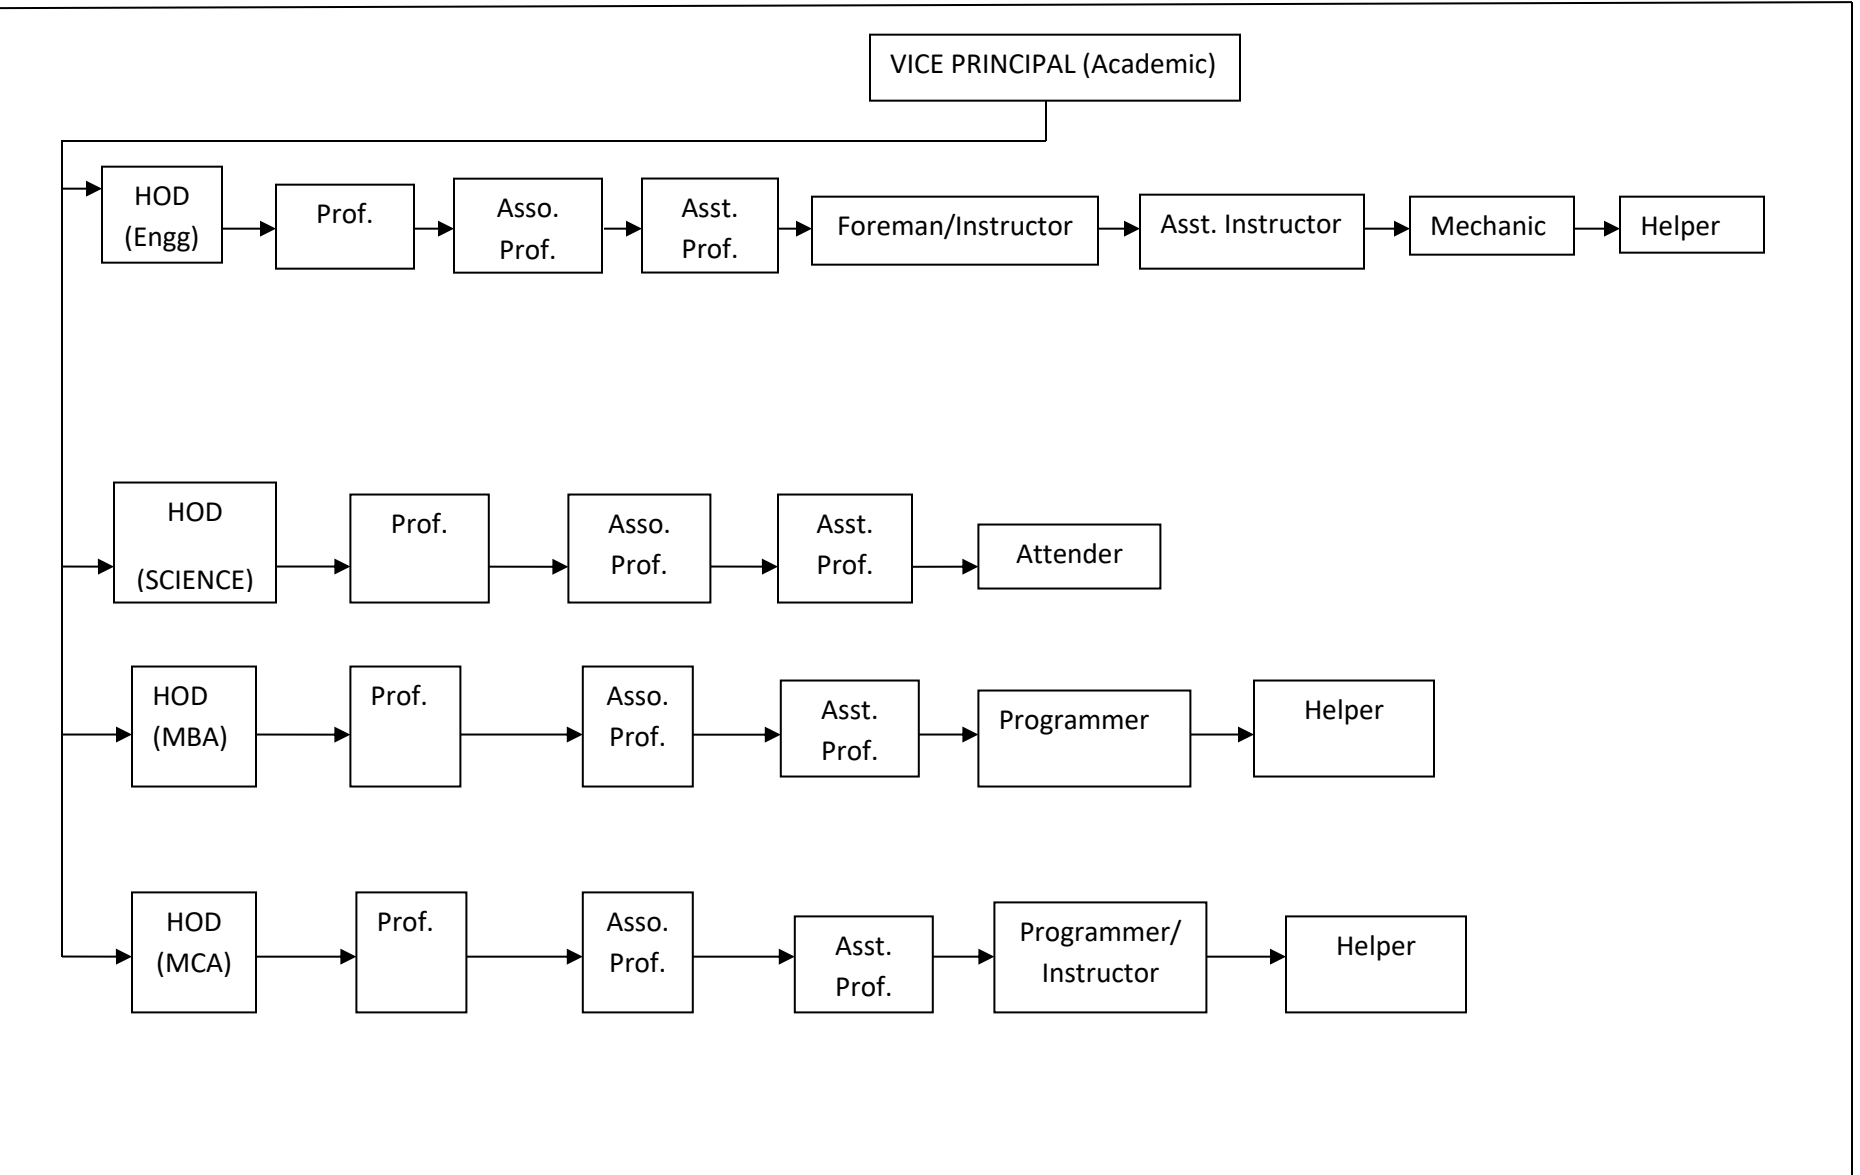 VICE PRINCIPAL (Academic)
HOD
(Engg)
Prof.
Asso.
Prof.
Asst.
Prof.
Foreman/Instructor
Asst. Instructor
Mechanic
Helper
HOD
(SCIENCE)
Prof.
Asso.
Prof.
Asst.
Prof.
Attender
HOD
(MBA)
Prof.
Asso.
Prof.
Asst.
Prof.
Programmer
Helper
HOD
(MCA)
Prof.
Asso.
Prof.
Asst.
Prof.
Programmer/
Instructor
Helper